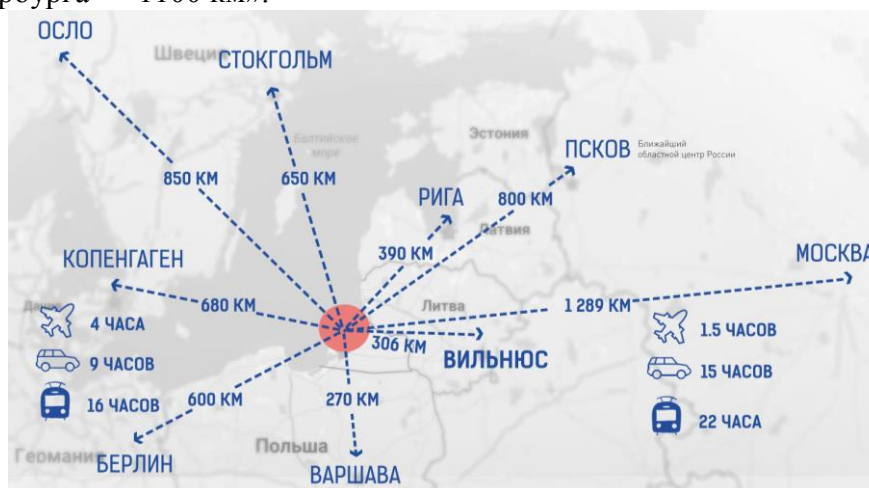 ОСЛО
Швеция
СТОКГОЛЬМ
Балтийское
море
Эстония
ПСКОВ
Ближайший
областной центр России
850 КМ
650 КМ
РИГА
800 КМ
390 КМ
Латвия
КОПЕНГАГЕН
МОСКВА
680 КМ
Литва
1 289 КМ
4 ЧАСА
306 КМ
ВИЛЬНЮС
1.5 ЧАСОВ
9 ЧАСОВ
15 ЧАСОВ
16 ЧАСОВ
600 КМ
270 КМ
22 ЧАСА
Германия
БЕРЛИН
Польша
ВАРШАВА